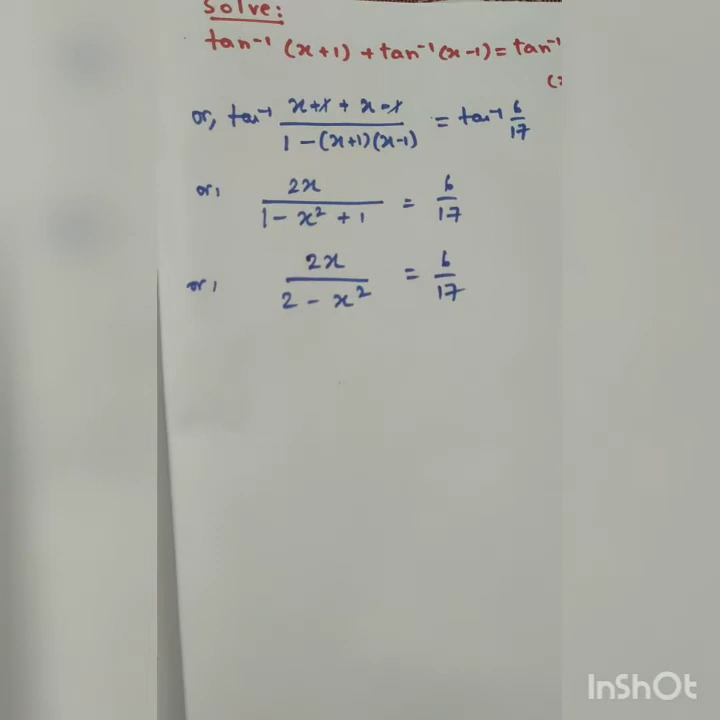 Solve:
tan⁻¹ (x+1) + tan⁻¹ (x-1) = tan⁻¹
or, tan⁻¹ (x+1+x-1)/(1-(x+1)(x-1)) = tan⁻¹ 6/17
or, 2x/(1-x²+1) = 6/17
or, 2x/(2-x²) = 6/17
InShOt